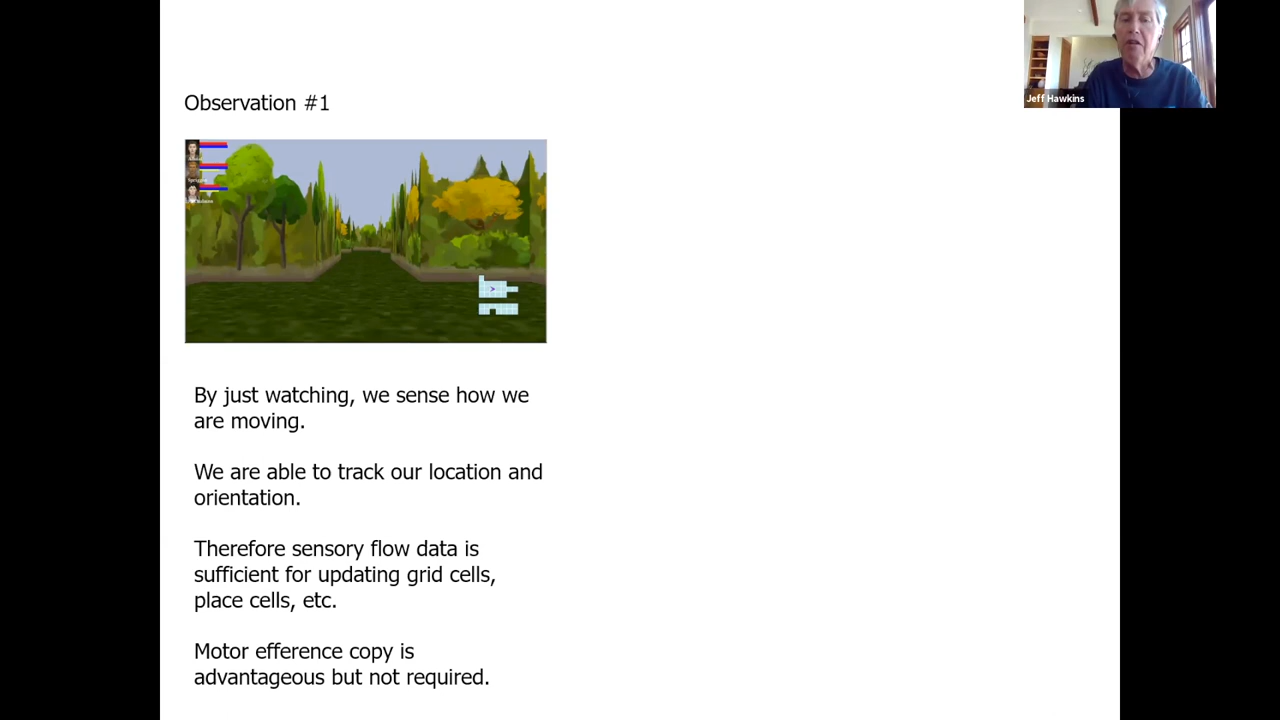 Jeff Hawkins
Observation #1
By just watching, we sense how we
are moving.
We are able to track our location and
orientation.
Therefore sensory flow data is
sufficient for updating grid cells,
place cells, etc.
Motor efference copy is
advantageous but not required.